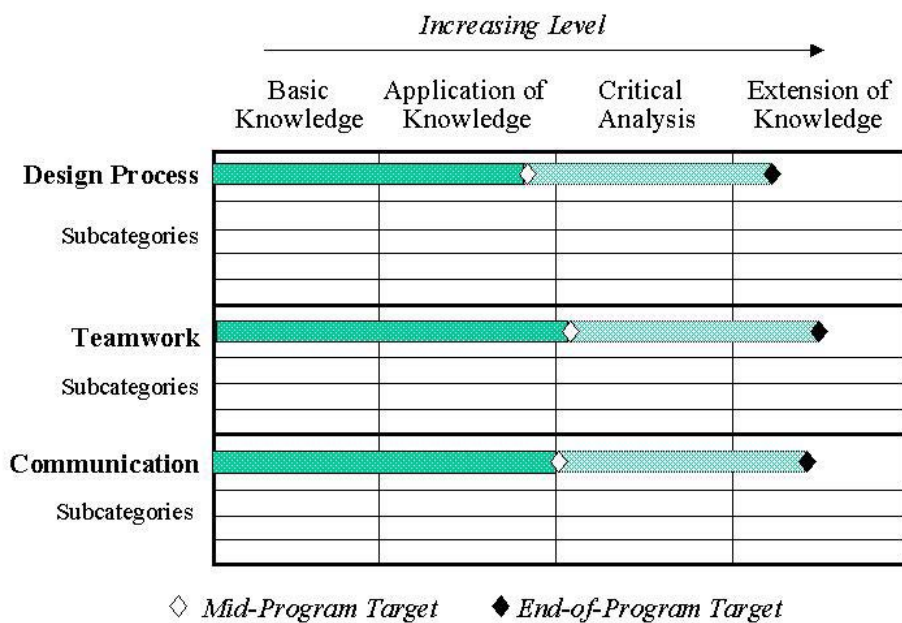 Increasing Level
Basic Knowledge
Application of Knowledge
Critical Analysis
Extension of Knowledge
Design Process
Subcategories
Teamwork
Subcategories
Communication
Subcategories
Mid-Program Target
End-of-Program Target